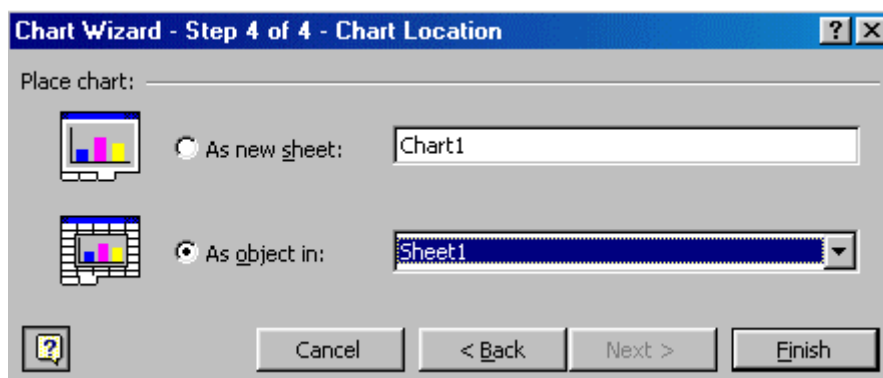 Chart Wizard - Step 4 of 4 - Chart Location
Place chart:
As new sheet: Chart1
As object in: Sheet1
Cancel < Back Next > Finish